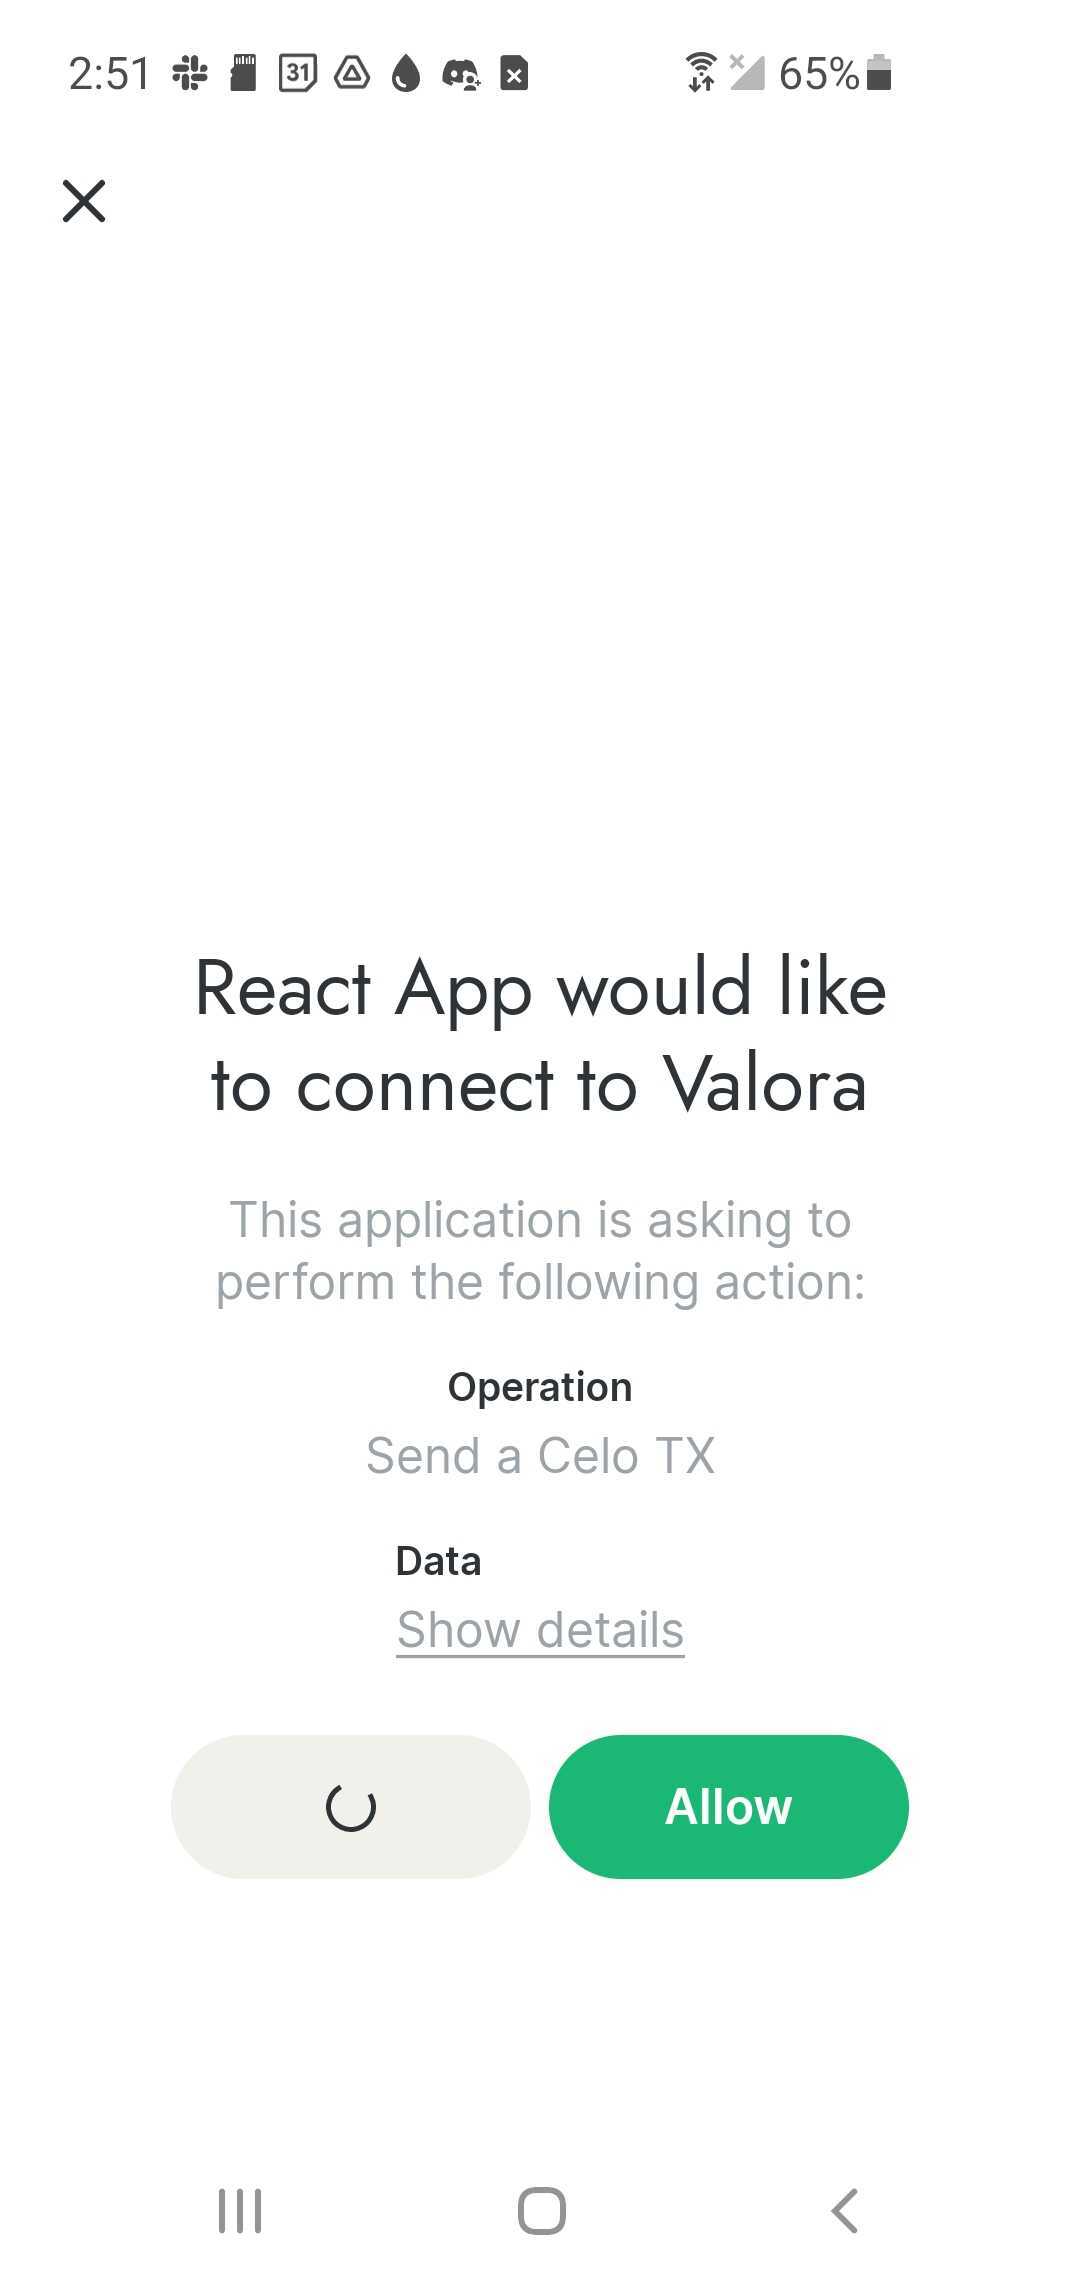 2:51 31 65%
React App would like
to connect to Valora
This application is asking to
perform the following action:
Operation
Send a Celo TX
Data
Show details
Allow